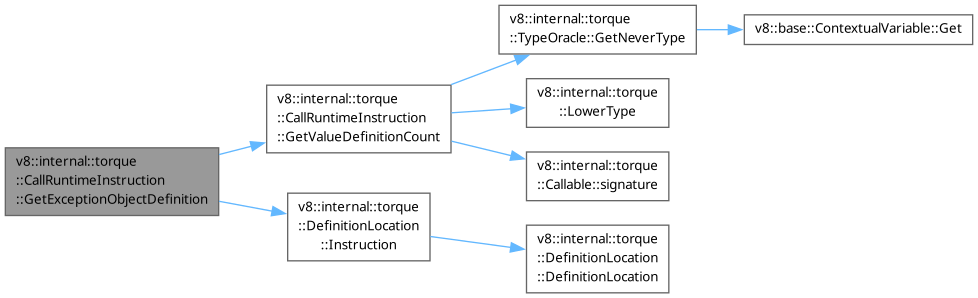 v8::internal::torque
::CallRuntimeInstruction
::GetExceptionObjectDefinition
v8::internal::torque
::CallRuntimeInstruction
::GetValueDefinitionCount
v8::internal::torque
::TypeOracle::GetNeverType
v8::base::ContextualVariable::Get
v8::internal::torque
::LowerType
v8::internal::torque
::Callable::signature
v8::internal::torque
::DefinitionLocation
::Instruction
v8::internal::torque
::DefinitionLocation
::DefinitionLocation